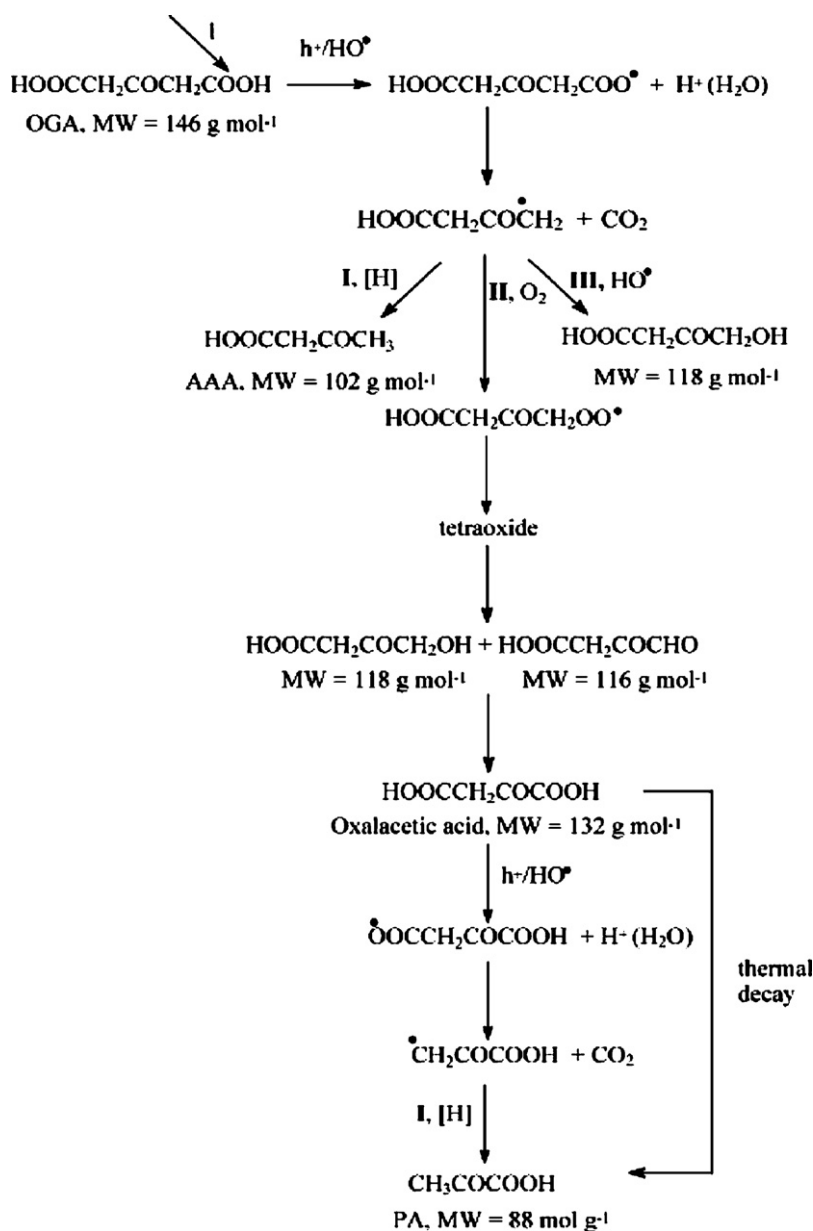 I
h⁺/HO•
HOOCCH₂COCH₂COOH HOOCCH₂COCH₂COO• + H⁺ (H₂O)
OGA, MW = 146 g mol⁻¹
HOOCCH₂COĊH₂ + CO₂
I, [H] II, O₂ III, HO•
HOOCCH₂COCH₃ HOOCCH₂COCH₂OH
AAA, MW = 102 g mol⁻¹ MW = 118 g mol⁻¹
HOOCCH₂COCH₂OO•
tetraoxide
HOOCCH₂COCH₂OH + HOOCCH₂COCHO
MW = 118 g mol⁻¹ MW = 116 g mol⁻¹
HOOCCH₂COCOOH
Oxalacetic acid, MW = 132 g mol⁻¹
h⁺/HO•
ȮOCCH₂COCOOH + H⁺ (H₂O)
thermal
decay
•CH₂COCOOH + CO₂
I, [H]
CH₃COCOOH
PA, MW = 88 mol g⁻¹